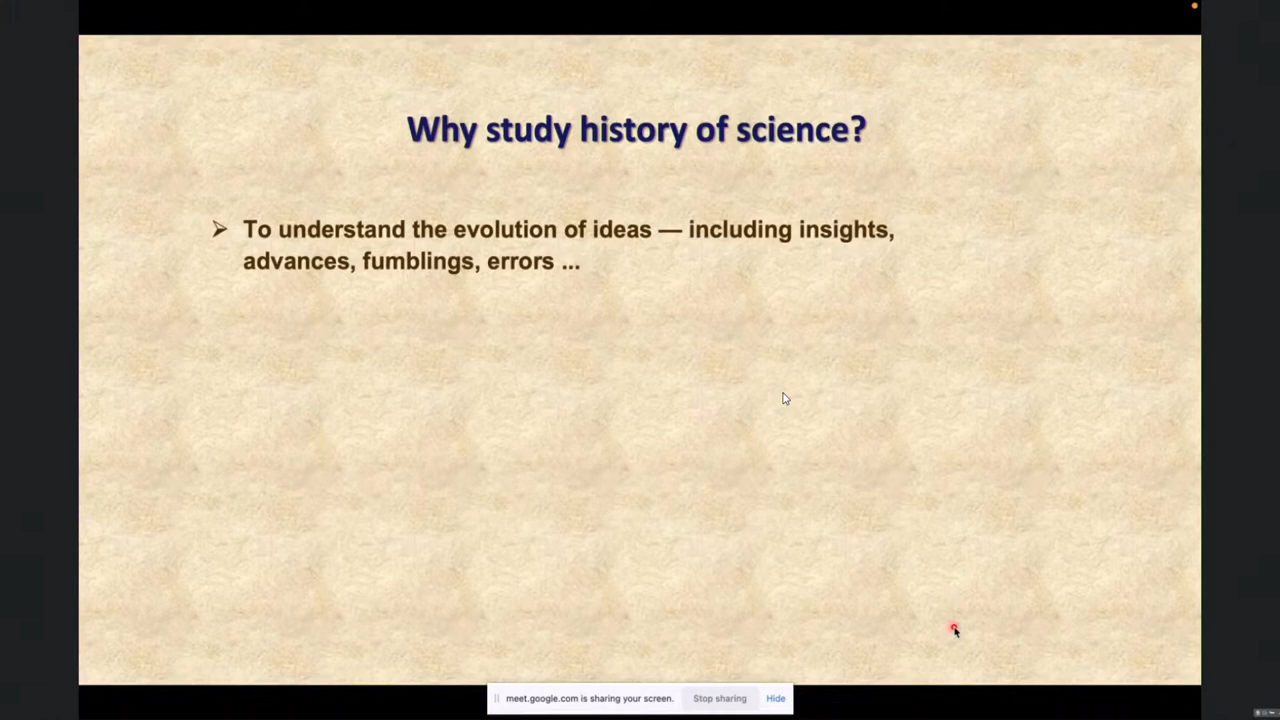 Why study history of science?
➢ To understand the evolution of ideas — including insights,
advances, fumblings, errors ...
meet.google.com is sharing your screen. Stop sharing Hide